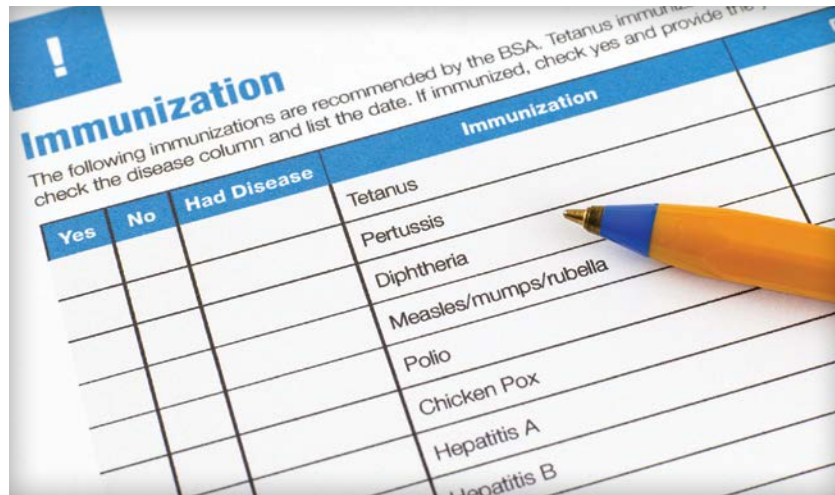 !
Immunization
The following immunizations are recommended by the BSA. Tetanus
check the disease column and list the date. If immunized, check yes and provide the
Yes No Had Disease Immunization
Tetanus
Pertussis
Diphtheria
Measles/mumps/rubella
Polio
Chicken Pox
Hepatitis A
Hepatitis B